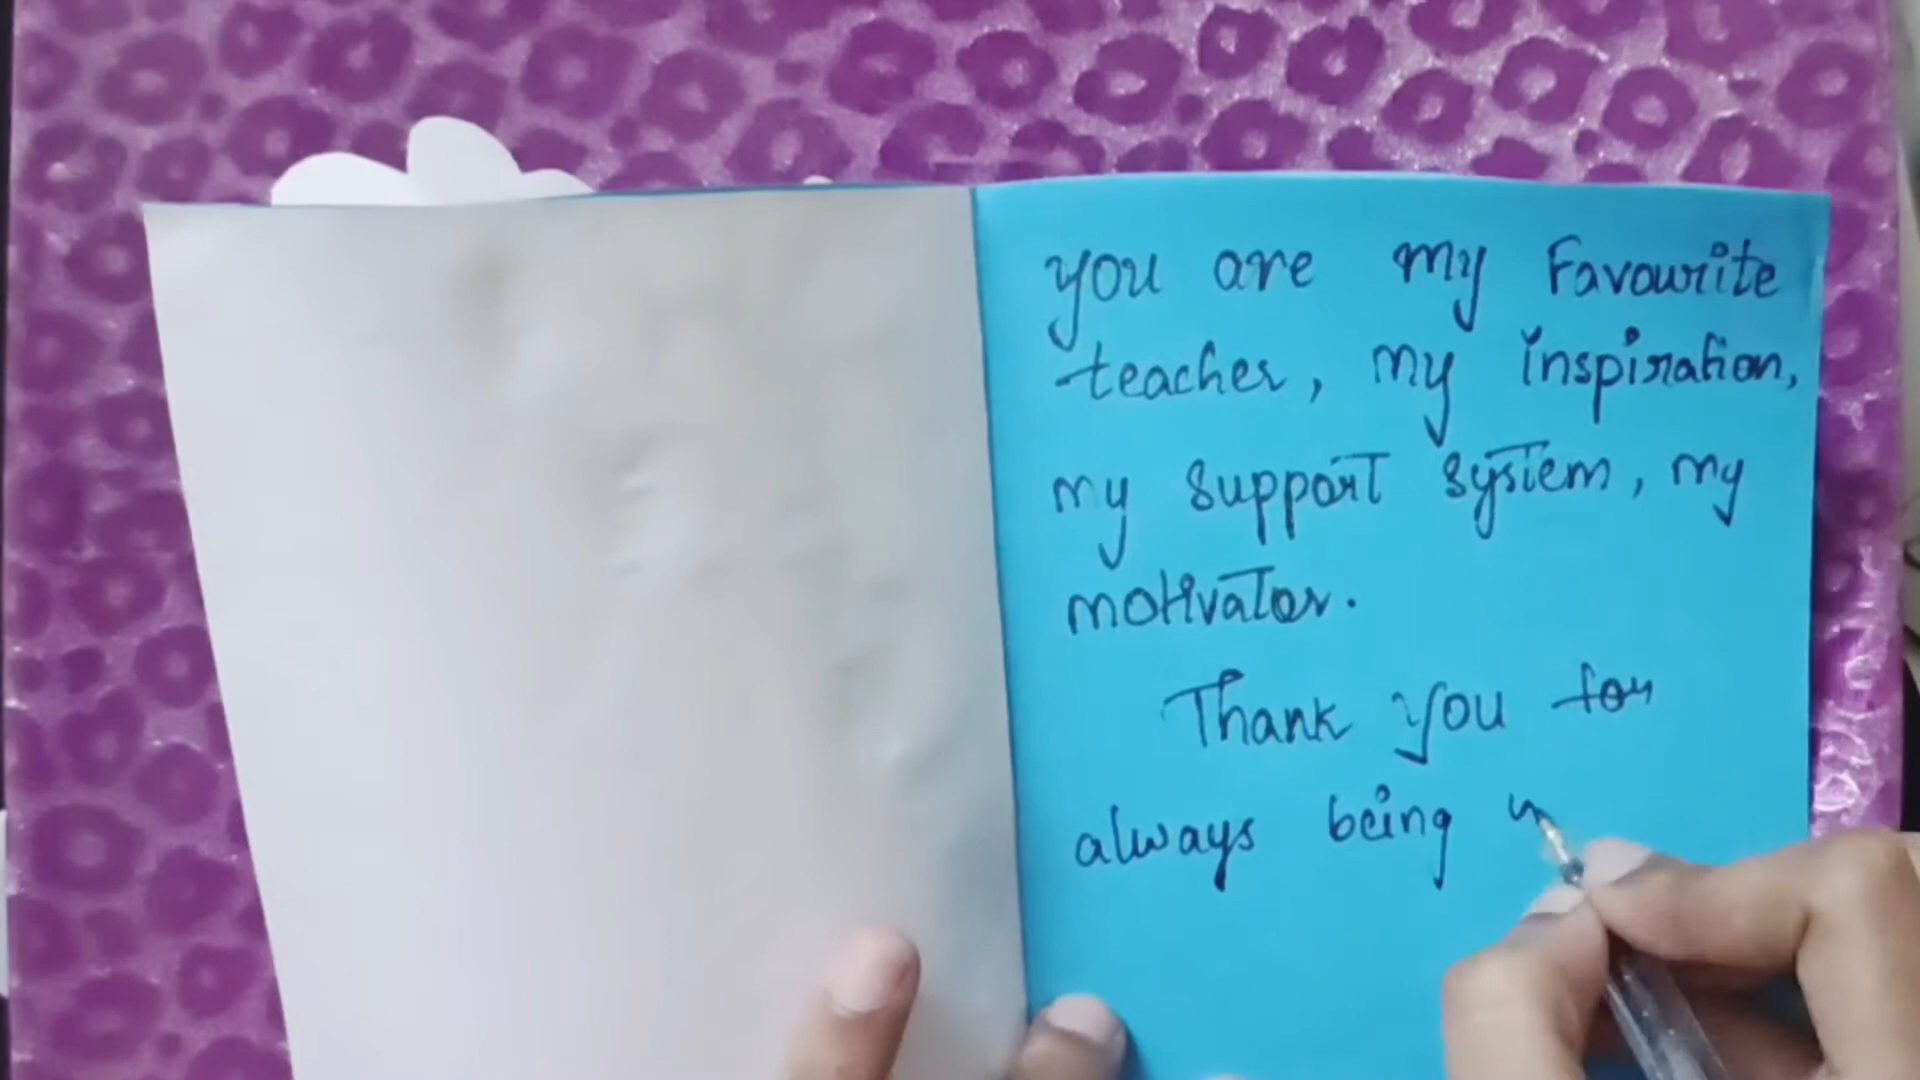 you are my Favourite
teacher, my inspiration,
my support system, my
motivator.
Thank you for
always being